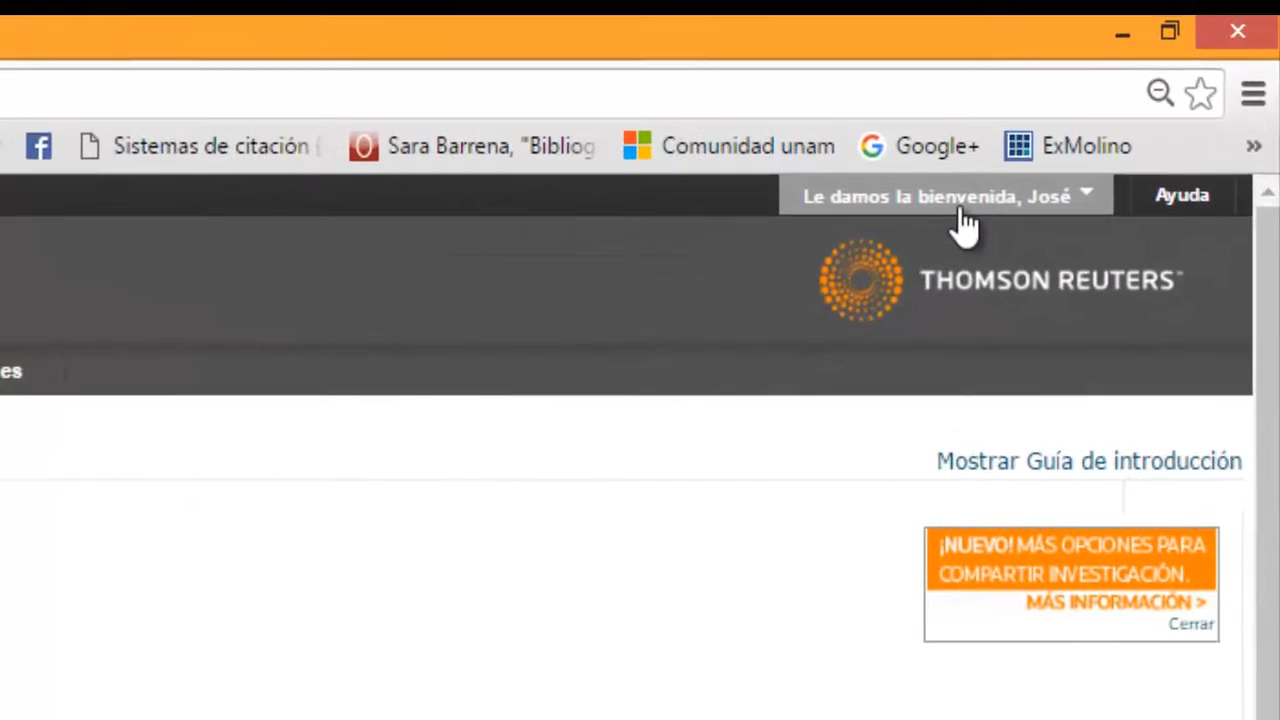 Sistemas de citación Sara Barrena, "Bibliog Comunidad unam Google+ ExMolino »
Le damos la bienvenida, José Ayuda
THOMSON REUTERS
es
Mostrar Guía de introducción
¡NUEVO! MÁS OPCIONES PARA
COMPARTIR INVESTIGACIÓN.
MÁS INFORMACIÓN >
Cerrar